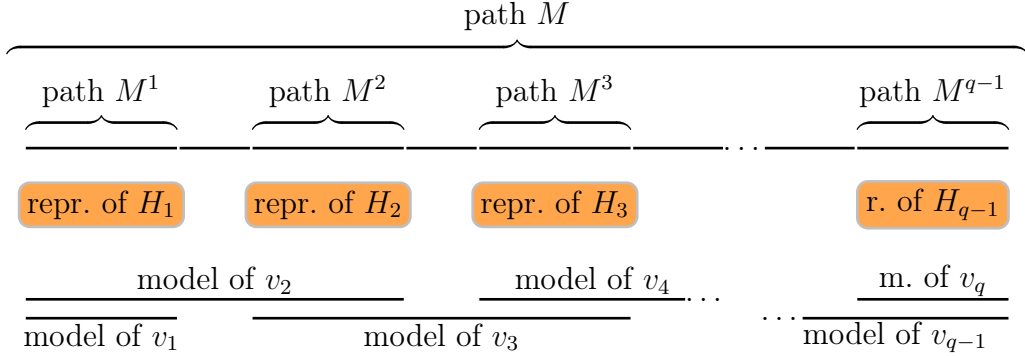 path $M$
path $M^1$ path $M^2$ path $M^3$ path $M^{q-1}$
...
repr. of $H_1$ repr. of $H_2$ repr. of $H_3$ r. of $H_{q-1}$
model of $v_2$ model of $v_4$ ... m. of $v_q$
model of $v_1$ model of $v_3$ ... model of $v_{q-1}$